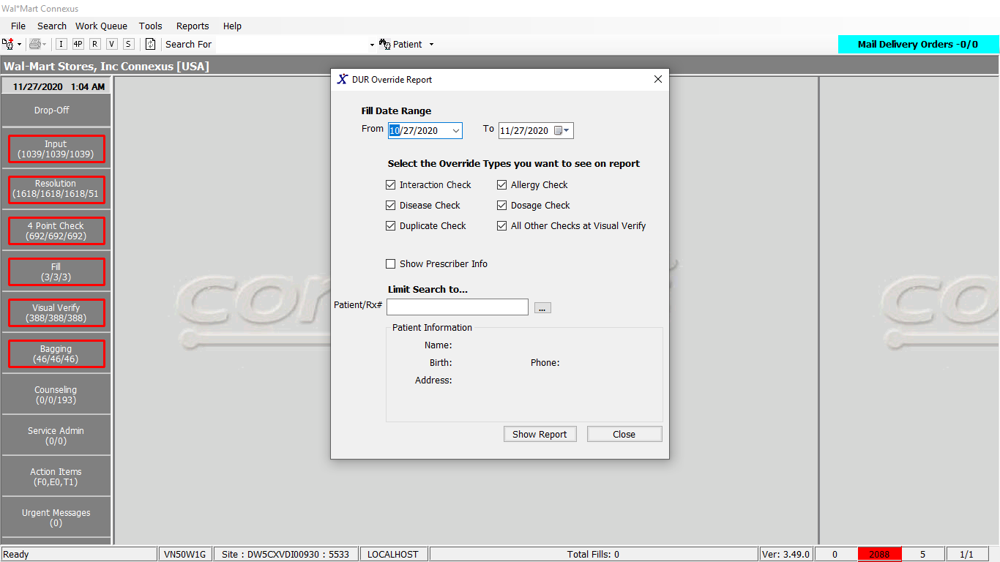 Wal*Mart Connexus
File Search Work Queue Tools Reports Help
I 4P R V S Search For Patient Mail Delivery Orders -0/0
Wal-Mart Stores, Inc Connexus [USA]
11/27/2020 1:04 AM
Drop-Off
Input
(1039/1039/1039)
Resolution
(1618/1618/1618/51
4 Point Check
(692/692/692)
Fill
(3/3/3)
Visual Verify
(388/388/388)
Bagging
(46/46/46)
Counseling
(0/0/193)
Service Admin
(0/0)
Action Items
(F0,E0,T1)
Urgent Messages
(0)
DUR Override Report
Fill Date Range
From 10/27/2020 To 11/27/2020
Select the Override Types you want to see on report
Interaction Check Allergy Check
Disease Check Dosage Check
Duplicate Check All Other Checks at Visual Verify
Show Prescriber Info
Limit Search to...
Patient/Rx# ...
Patient Information
Name:
Birth: Phone:
Address:
Show Report Close
Ready VN50W1G Site : DW5CXVDI00930 : 5533 LOCALHOST Total Fills: 0 Ver: 3.49.0 0 2088 5 1/1